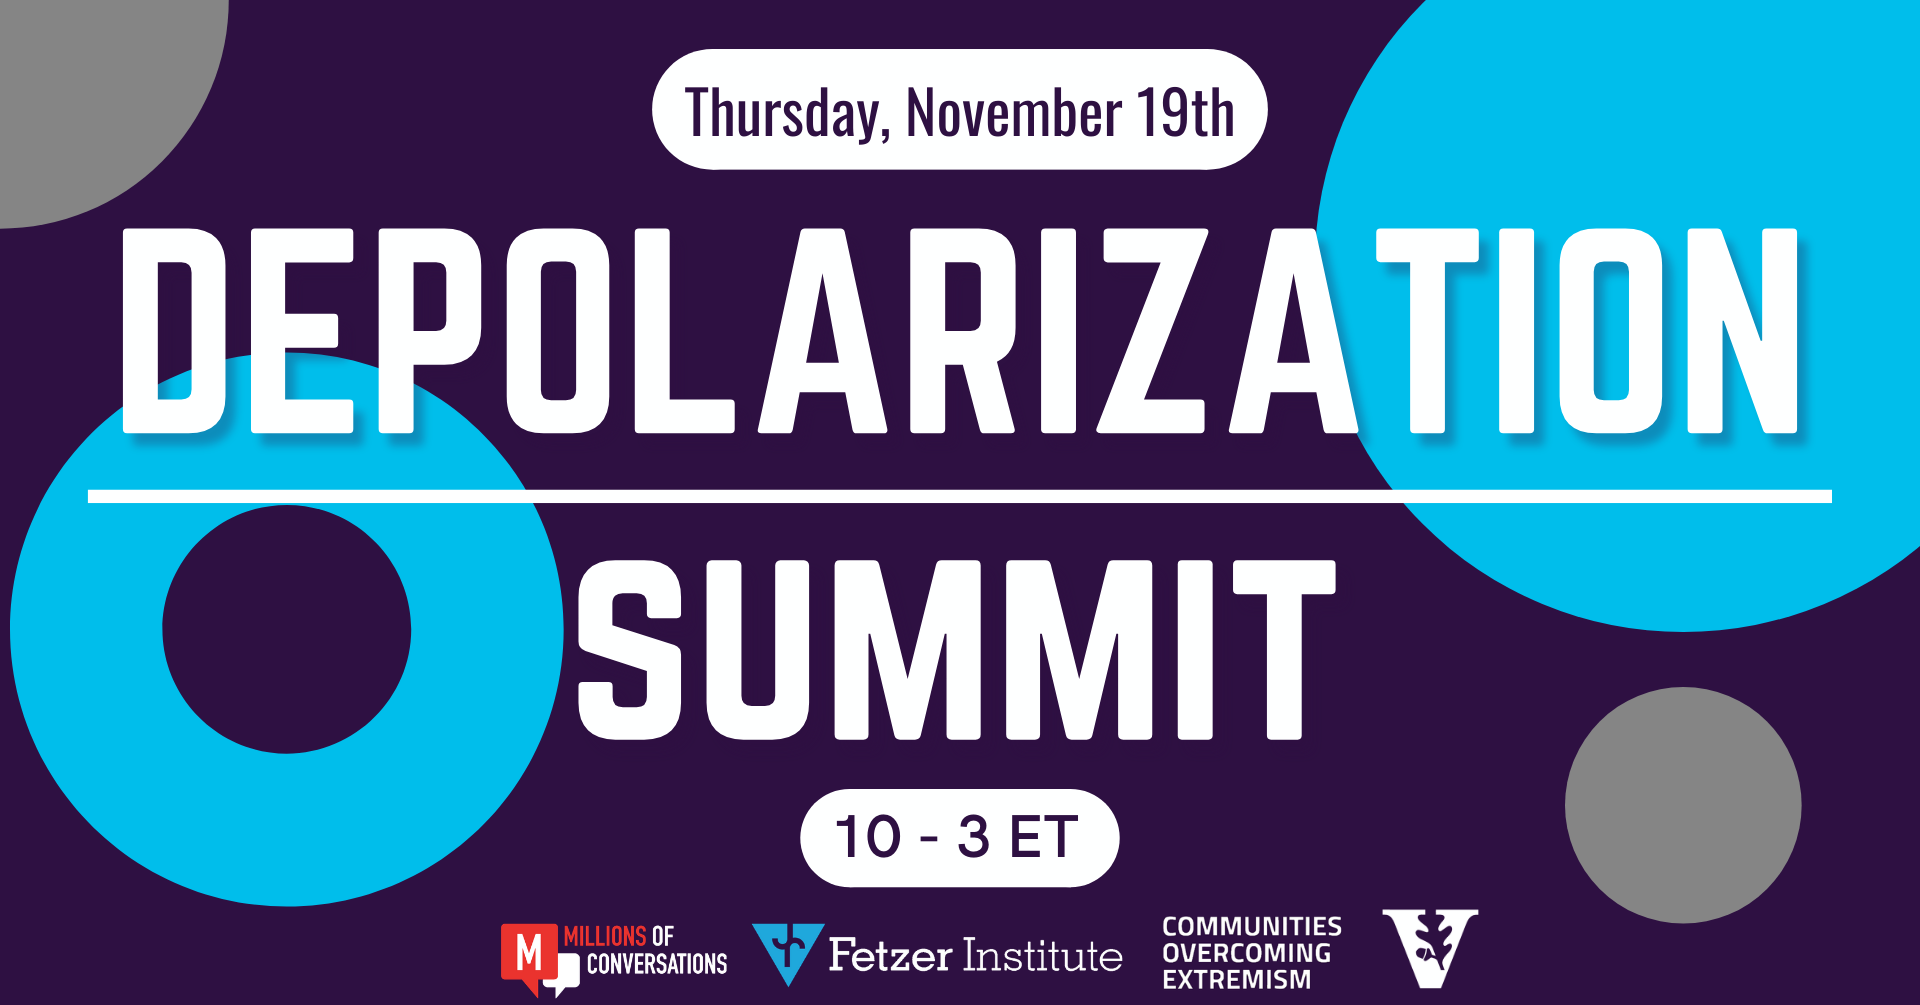 Thursday, November 19th
DEPOLARIZATION
SUMMIT
10 - 3 ET
M
MILLIONS OF
CONVERSATIONS
Fetzer Institute
COMMUNITIES
OVERCOMING
EXTREMISM
V